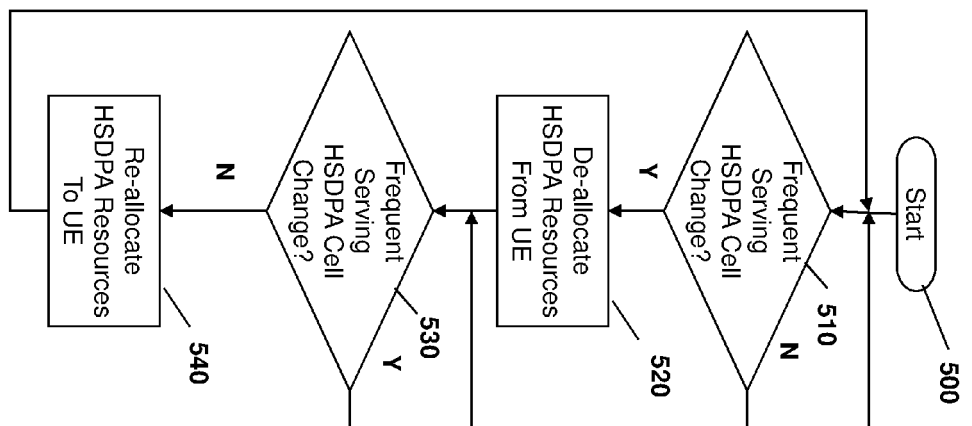 Start
500
Frequent
Serving
HSDPA Cell
Change?
510
N
Y
De-allocate
HSDPA Resources
From UE
520
Frequent
Serving
HSDPA Cell
Change?
530
Y
N
Re-allocate
HSDPA Resources
To UE
540